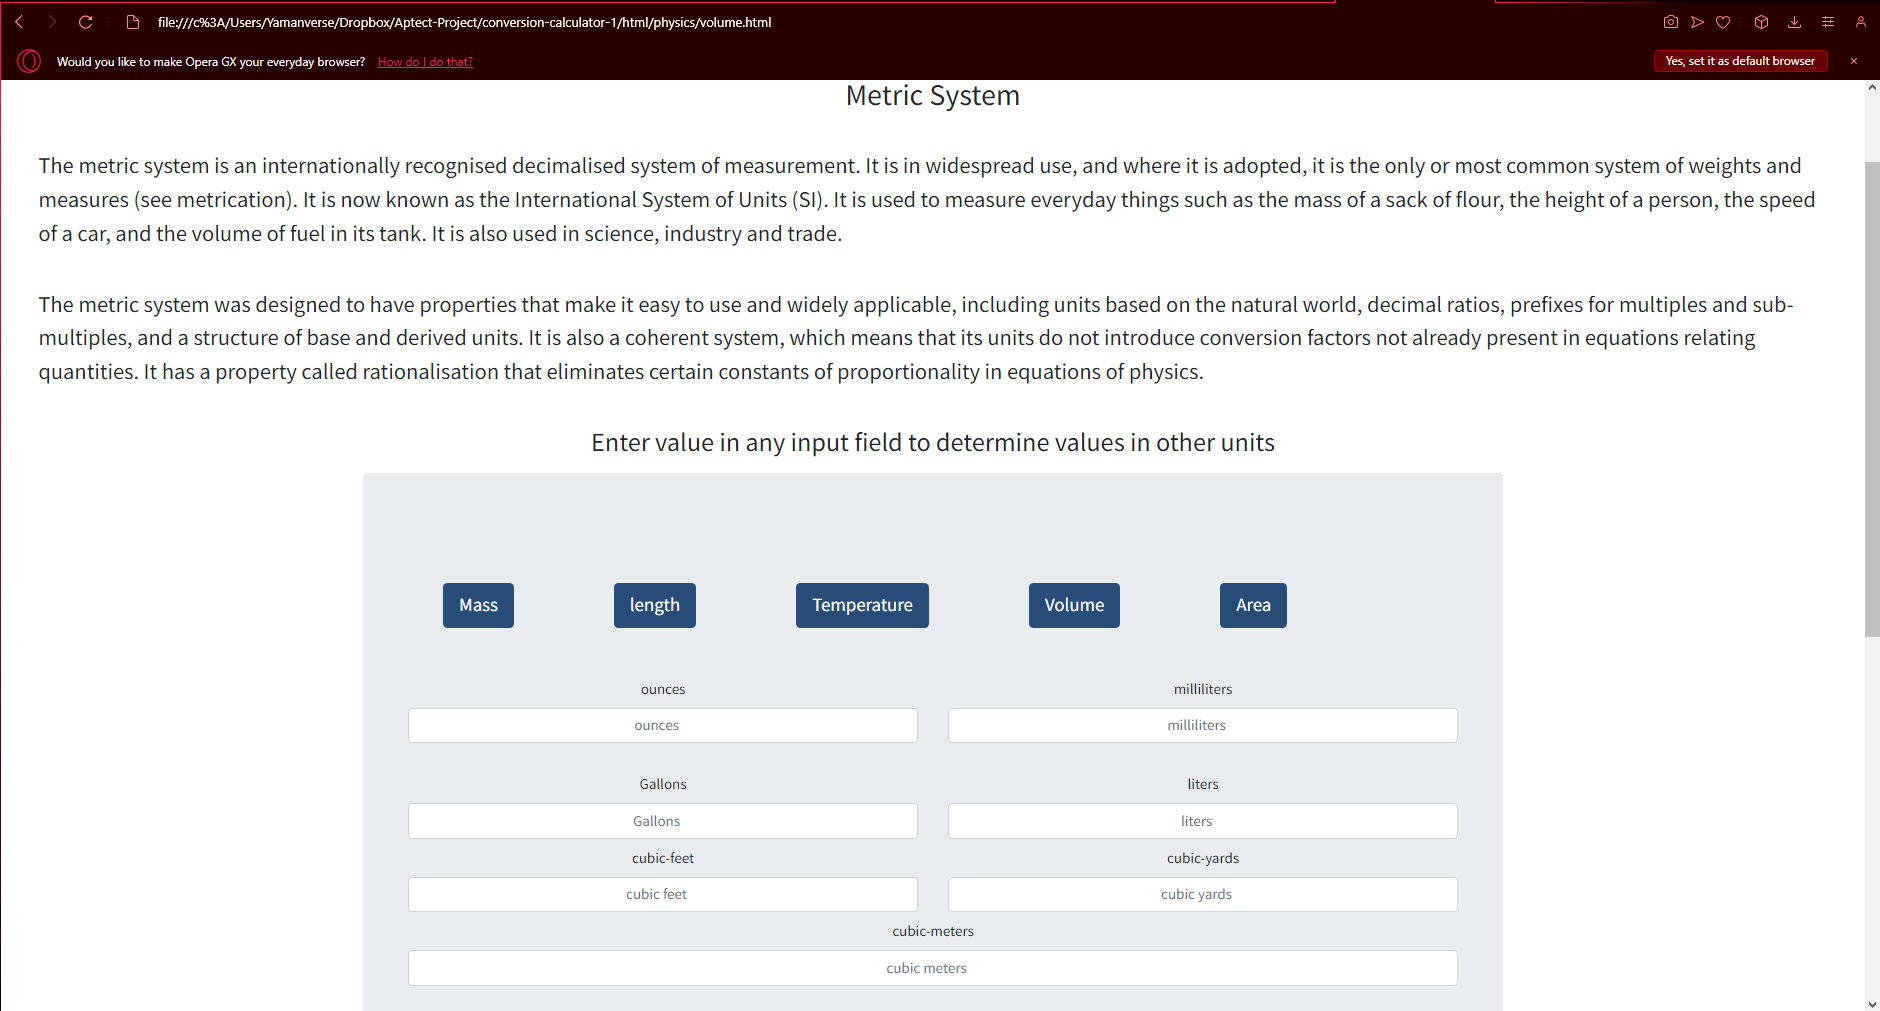 file:///c%3A/Users/Yamanverse/Dropbox/Aptect-Project/conversion-calculator-1/html/physics/volume.html
Would you like to make Opera GX your everyday browser? How do I do that? Yes, set it as default browser
Metric System
The metric system is an internationally recognised decimalised system of measurement. It is in widespread use, and where it is adopted, it is the only or most common system of weights and
measures (see metrication). It is now known as the International System of Units (SI). It is used to measure everyday things such as the mass of a sack of flour, the height of a person, the speed
of a car, and the volume of fuel in its tank. It is also used in science, industry and trade.
The metric system was designed to have properties that make it easy to use and widely applicable, including units based on the natural world, decimal ratios, prefixes for multiples and sub-
multiples, and a structure of base and derived units. It is also a coherent system, which means that its units do not introduce conversion factors not already present in equations relating
quantities. It has a property called rationalisation that eliminates certain constants of proportionality in equations of physics.
Enter value in any input field to determine values in other units
Mass length Temperature Volume Area
ounces milliliters
ounces milliliters
Gallons liters
Gallons liters
cubic-feet cubic-yards
cubic feet cubic yards
cubic-meters
cubic meters